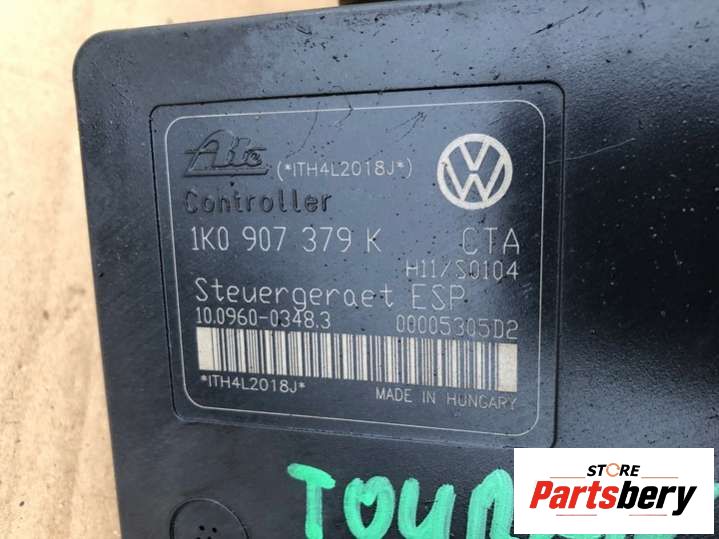 Ate
(*ITH4L2018J*)
Controller
1K0 907 379 K CTA
H11/S0104
Steuergeraet ESP
10.0960-0348.3 00005305D2
*ITH4L2018J* MADE IN HUNGARY
STORE
Partsbery